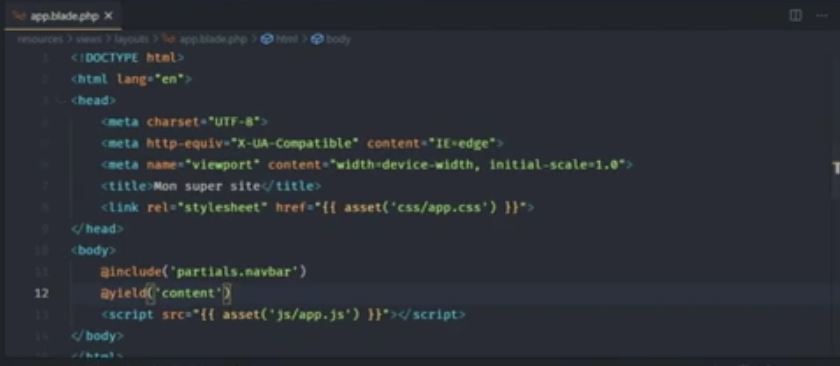 app.blade.php ×
resources > views > layouts > app.blade.php > html > body
1 <!DOCTYPE html>
2 <html lang="en">
3 <head>
4 <meta charset="UTF-8">
5 <meta http-equiv="X-UA-Compatible" content="IE=edge">
6 <meta name="viewport" content="width=device-width, initial-scale=1.0">
7 <title>Mon super site</title>
8 <link rel="stylesheet" href="{{ asset('css/app.css') }}">
9 </head>
10 <body>
11 @include('partials.navbar')
12 @yield('content')
13 <script src="{{ asset('js/app.js') }}"></script>
14 </body>
</html>